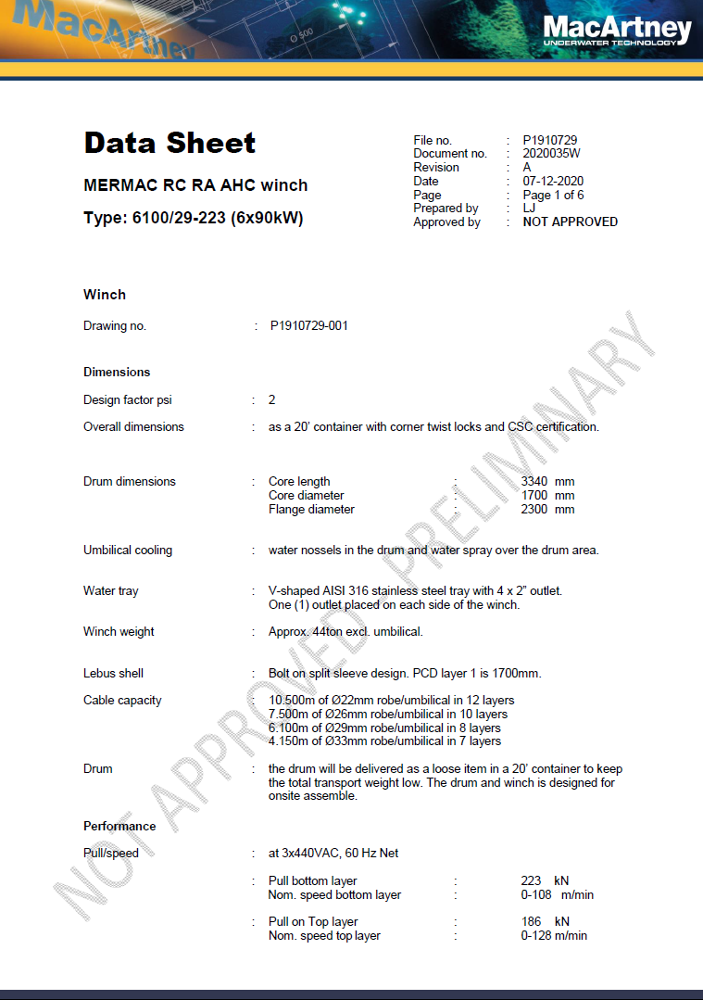 MacArtney
Ø 500
MacArtney
UNDERWATER TECHNOLOGY
Data Sheet
MERMAC RC RA AHC winch
Type: 6100/29-223 (6x90kW)
File no. : P1910729
Document no. : 2020035W
Revision : A
Date : 07-12-2020
Page : Page 1 of 6
Prepared by : LJ
Approved by : NOT APPROVED
Winch
Drawing no. : P1910729-001
Dimensions
Design factor psi : 2
Overall dimensions : as a 20' container with corner twist locks and CSC certification.
Drum dimensions : Core length : 3340 mm
Core diameter : 1700 mm
Flange diameter : 2300 mm
Umbilical cooling : water nossels in the drum and water spray over the drum area.
Water tray : V-shaped AISI 316 stainless steel tray with 4 x 2” outlet.
One (1) outlet placed on each side of the winch.
Winch weight : Approx. 44ton excl. umbilical.
Lebus shell : Bolt on split sleeve design. PCD layer 1 is 1700mm.
Cable capacity : 10.500m of Ø22mm robe/umbilical in 12 layers
7.500m of Ø26mm robe/umbilical in 10 layers
6.100m of Ø29mm robe/umbilical in 8 layers
4.150m of Ø33mm robe/umbilical in 7 layers
Drum : the drum will be delivered as a loose item in a 20' container to keep
the total transport weight low. The drum and winch is designed for
onsite assemble.
Performance
Pull/speed : at 3x440VAC, 60 Hz Net
: Pull bottom layer : 223 kN
Nom. speed bottom layer : 0-108 m/min
: Pull on Top layer : 186 kN
Nom. speed top layer : 0-128 m/min
NOT APPROVED - PRELIMINARY